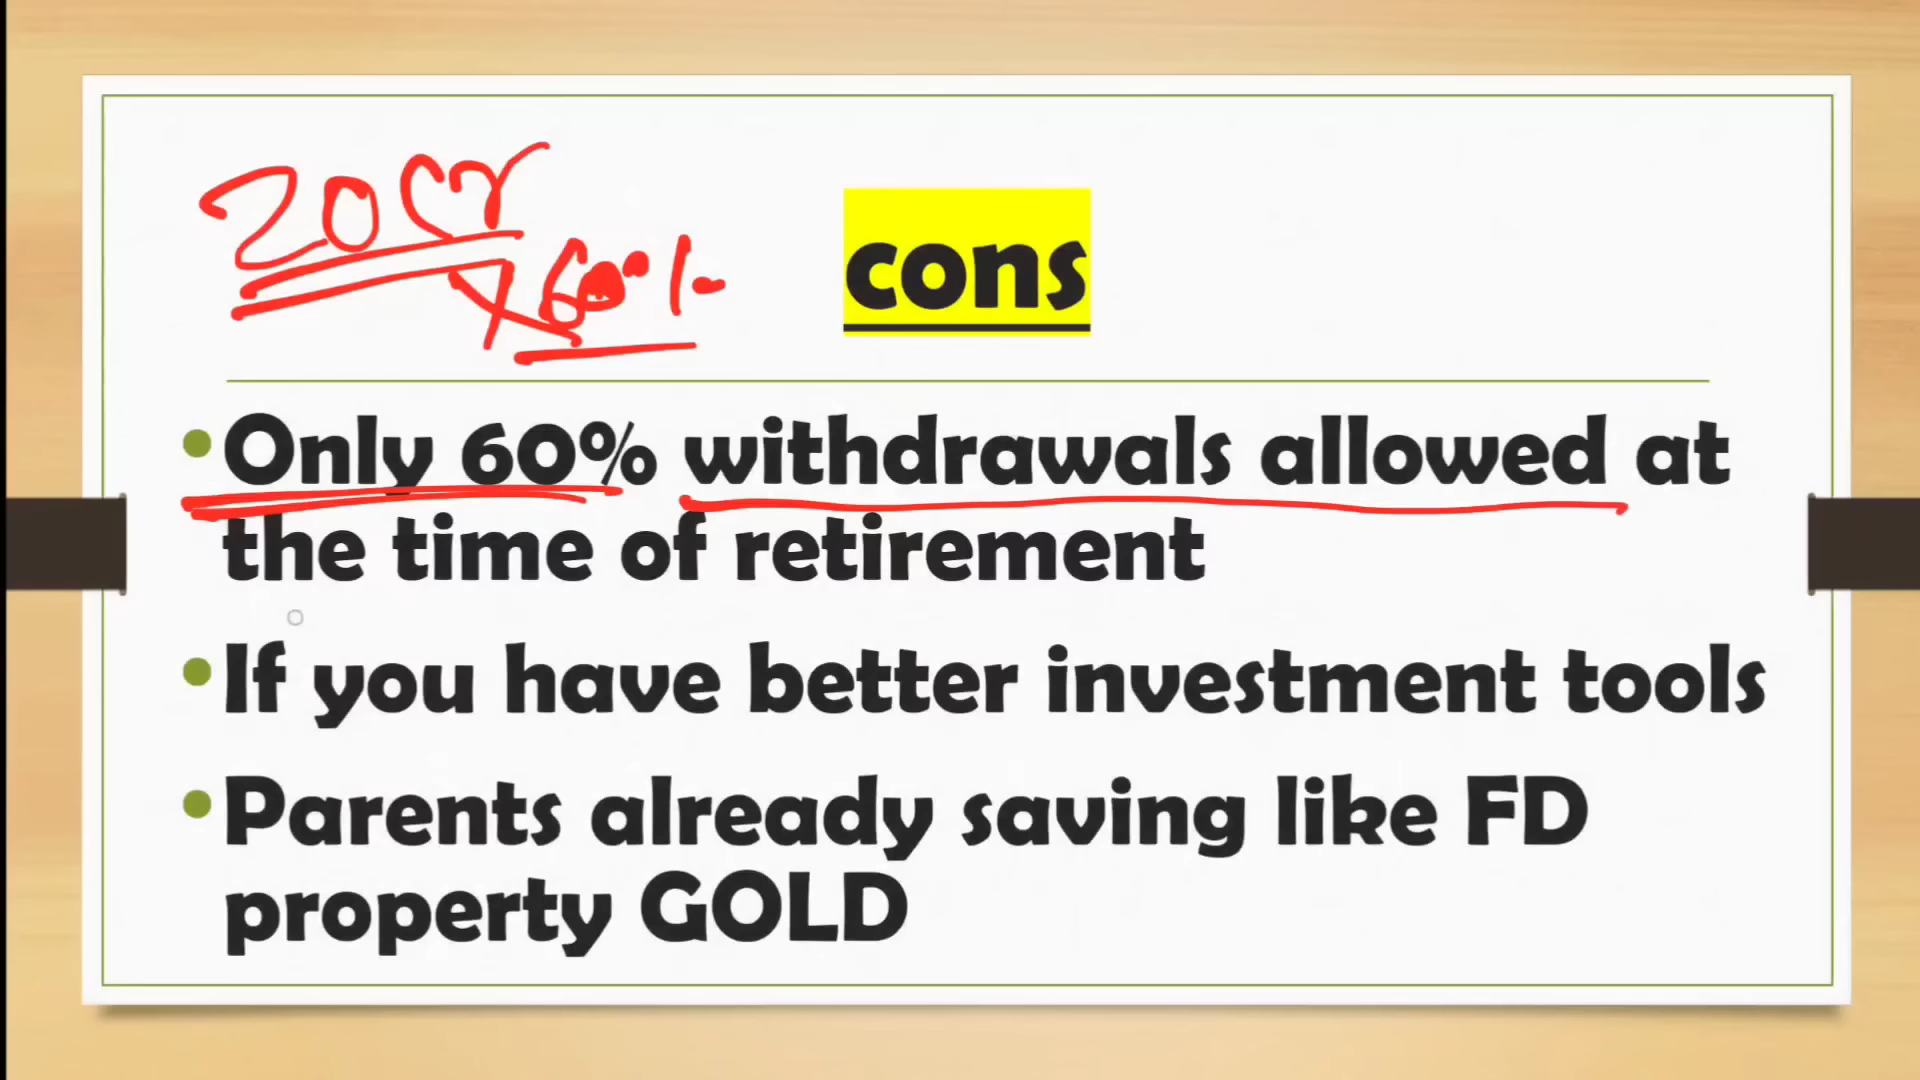 20Cr
× 60%
cons
• Only 60% withdrawals allowed at
the time of retirement
• If you have better investment tools
• Parents already saving like FD
property GOLD